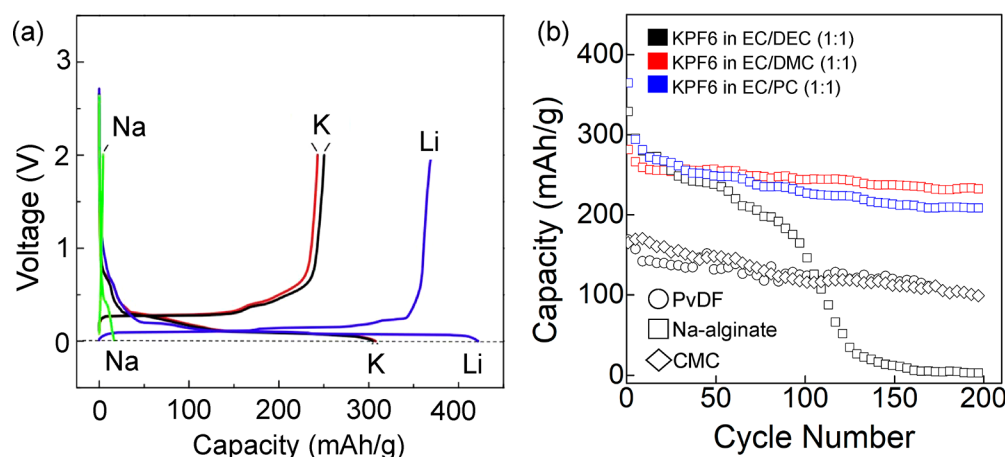 (a)
3
2
1
0
Voltage (V)
Na
K
Li
Na
K
Li
0
100
200
300
400
Capacity (mAh/g)
(b)
400
300
200
100
0
Capacity (mAh/g)
KPF6 in EC/DEC (1:1)
KPF6 in EC/DMC (1:1)
KPF6 in EC/PC (1:1)
PvDF
Na-alginate
CMC
0
50
100
150
200
Cycle Number